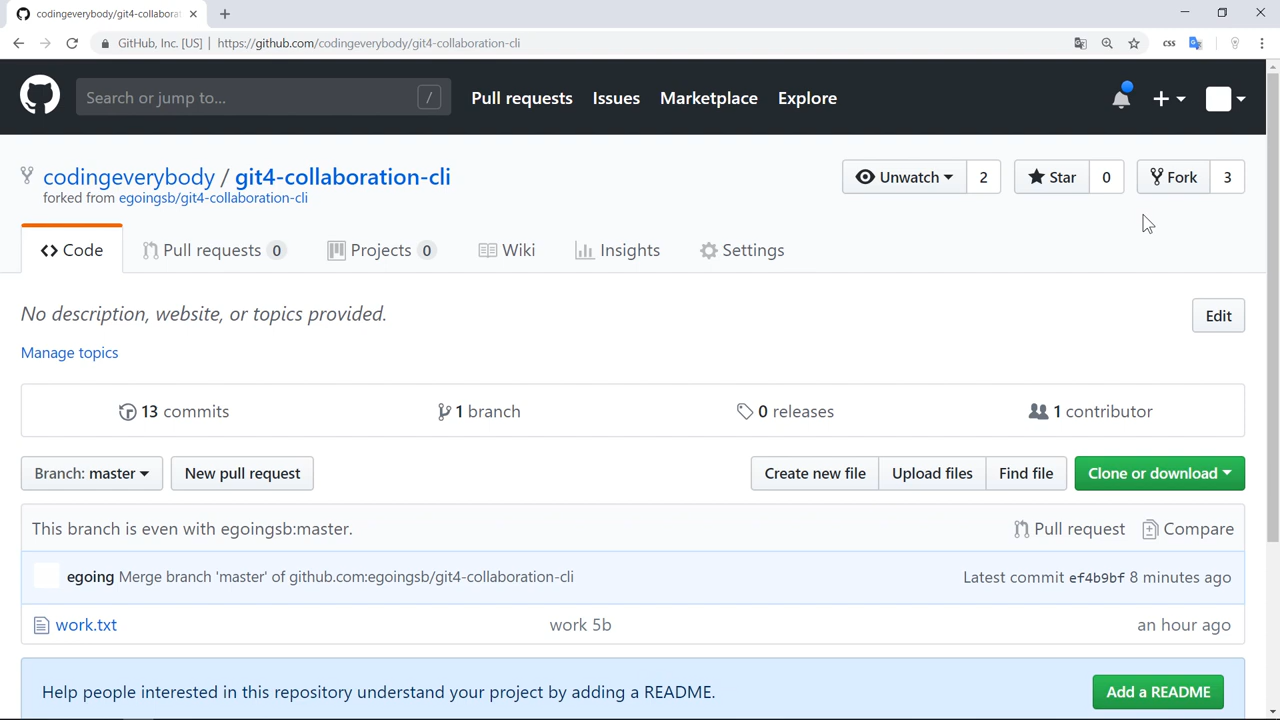 codingeverybody/git4-collaborat
GitHub, Inc. [US] | https://github.com/codingeverybody/git4-collaboration-cli
css
Search or jump to... /
Pull requests Issues Marketplace Explore
codingeverybody / git4-collaboration-cli
Unwatch 2 Star 0 Fork 3
forked from egoingsb/git4-collaboration-cli
Code Pull requests 0 Projects 0 Wiki Insights Settings
No description, website, or topics provided.
Edit
Manage topics
13 commits 1 branch 0 releases 1 contributor
Branch: master New pull request Create new file Upload files Find file Clone or download
This branch is even with egoingsb:master. Pull request Compare
egoing Merge branch 'master' of github.com:egoingsb/git4-collaboration-cli Latest commit ef4b9bf 8 minutes ago
work.txt work 5b an hour ago
Help people interested in this repository understand your project by adding a README. Add a README